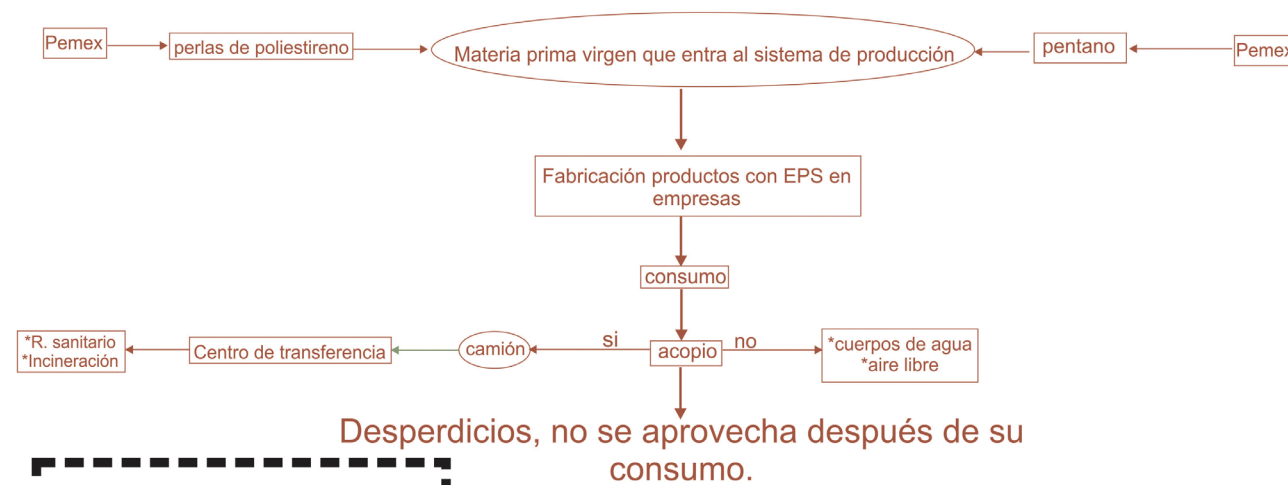 Pemex
perlas de poliestireno
Materia prima virgen que entra al sistema de producción
pentano
Pemex
Fabricación productos con EPS en
empresas
consumo
*R. sanitario
*Incineración
Centro de transferencia
camión
si
acopio
no
*cuerpos de agua
*aire libre
Desperdicios, no se aprovecha después de su
consumo.